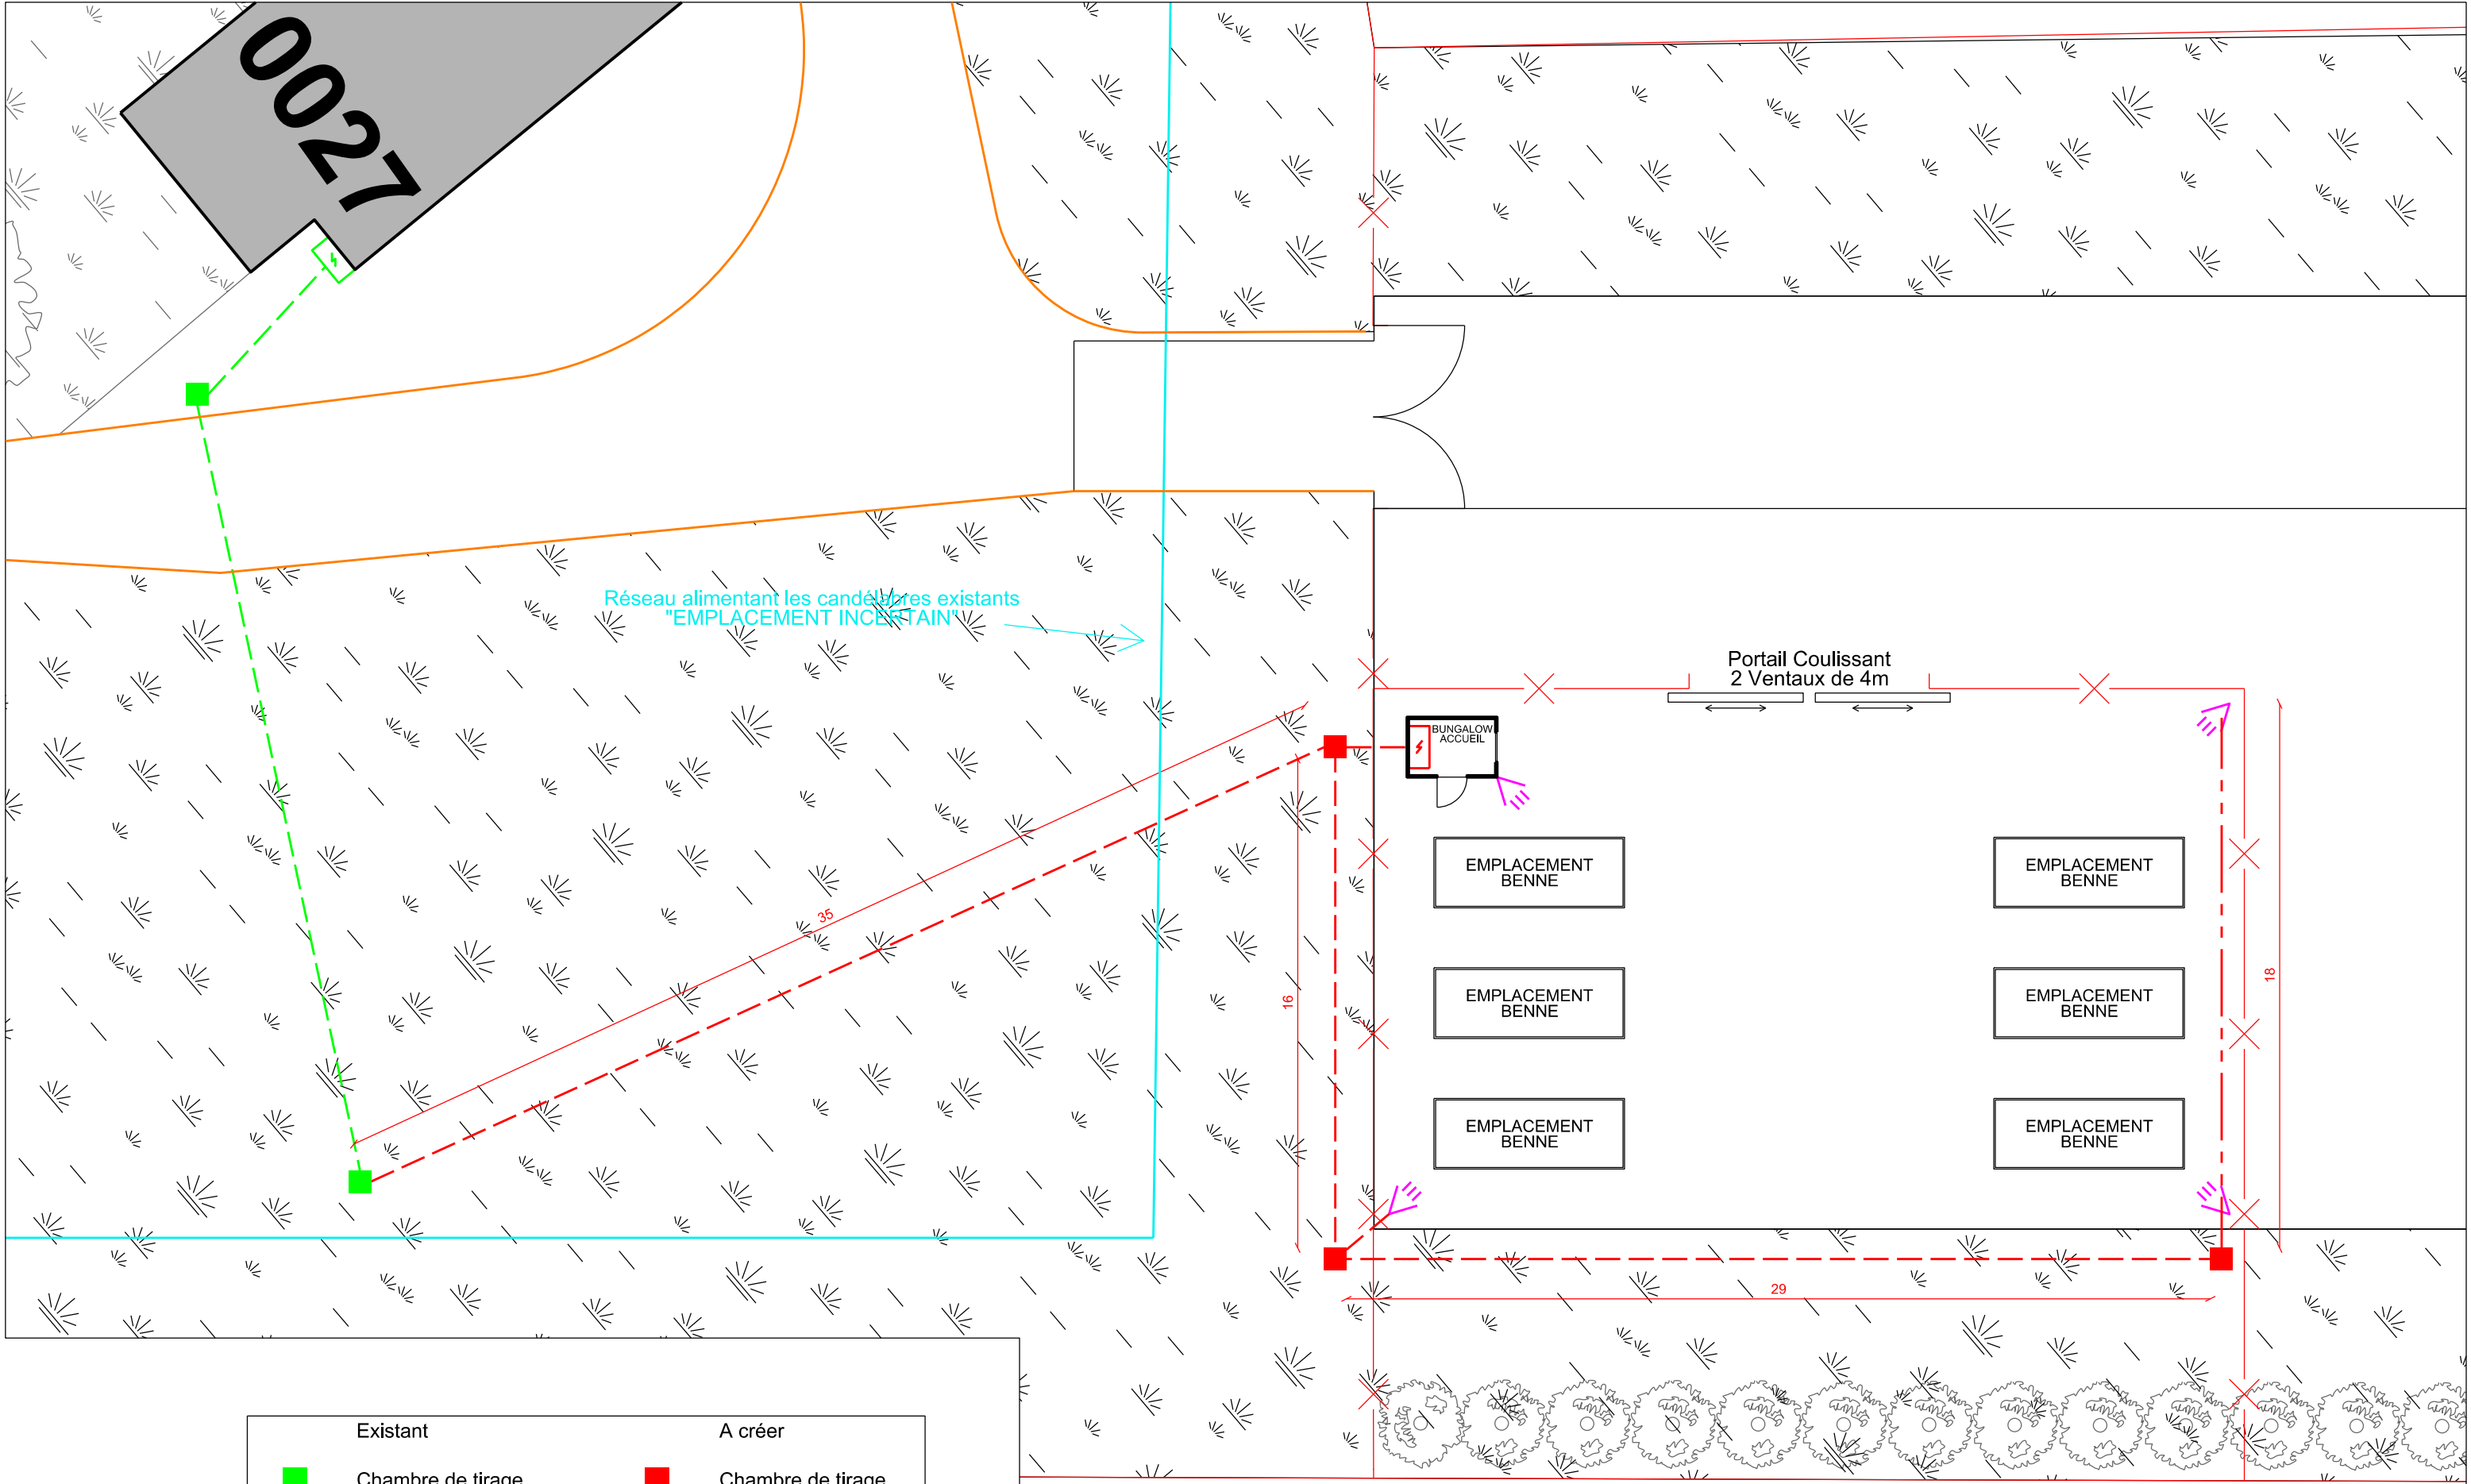 0027
Réseau alimentant les candélabres existants
"EMPLACEMENT INCERTAIN"
Portail Coulissant
2 Ventaux de 4m
BUNGALOW
ACCUEIL
EMPLACEMENT
BENNE
EMPLACEMENT
BENNE
EMPLACEMENT
BENNE
EMPLACEMENT
BENNE
EMPLACEMENT
BENNE
EMPLACEMENT
BENNE
35
16
18
29
Existant
A créer
Chambre de tirage
Chambre de tirage